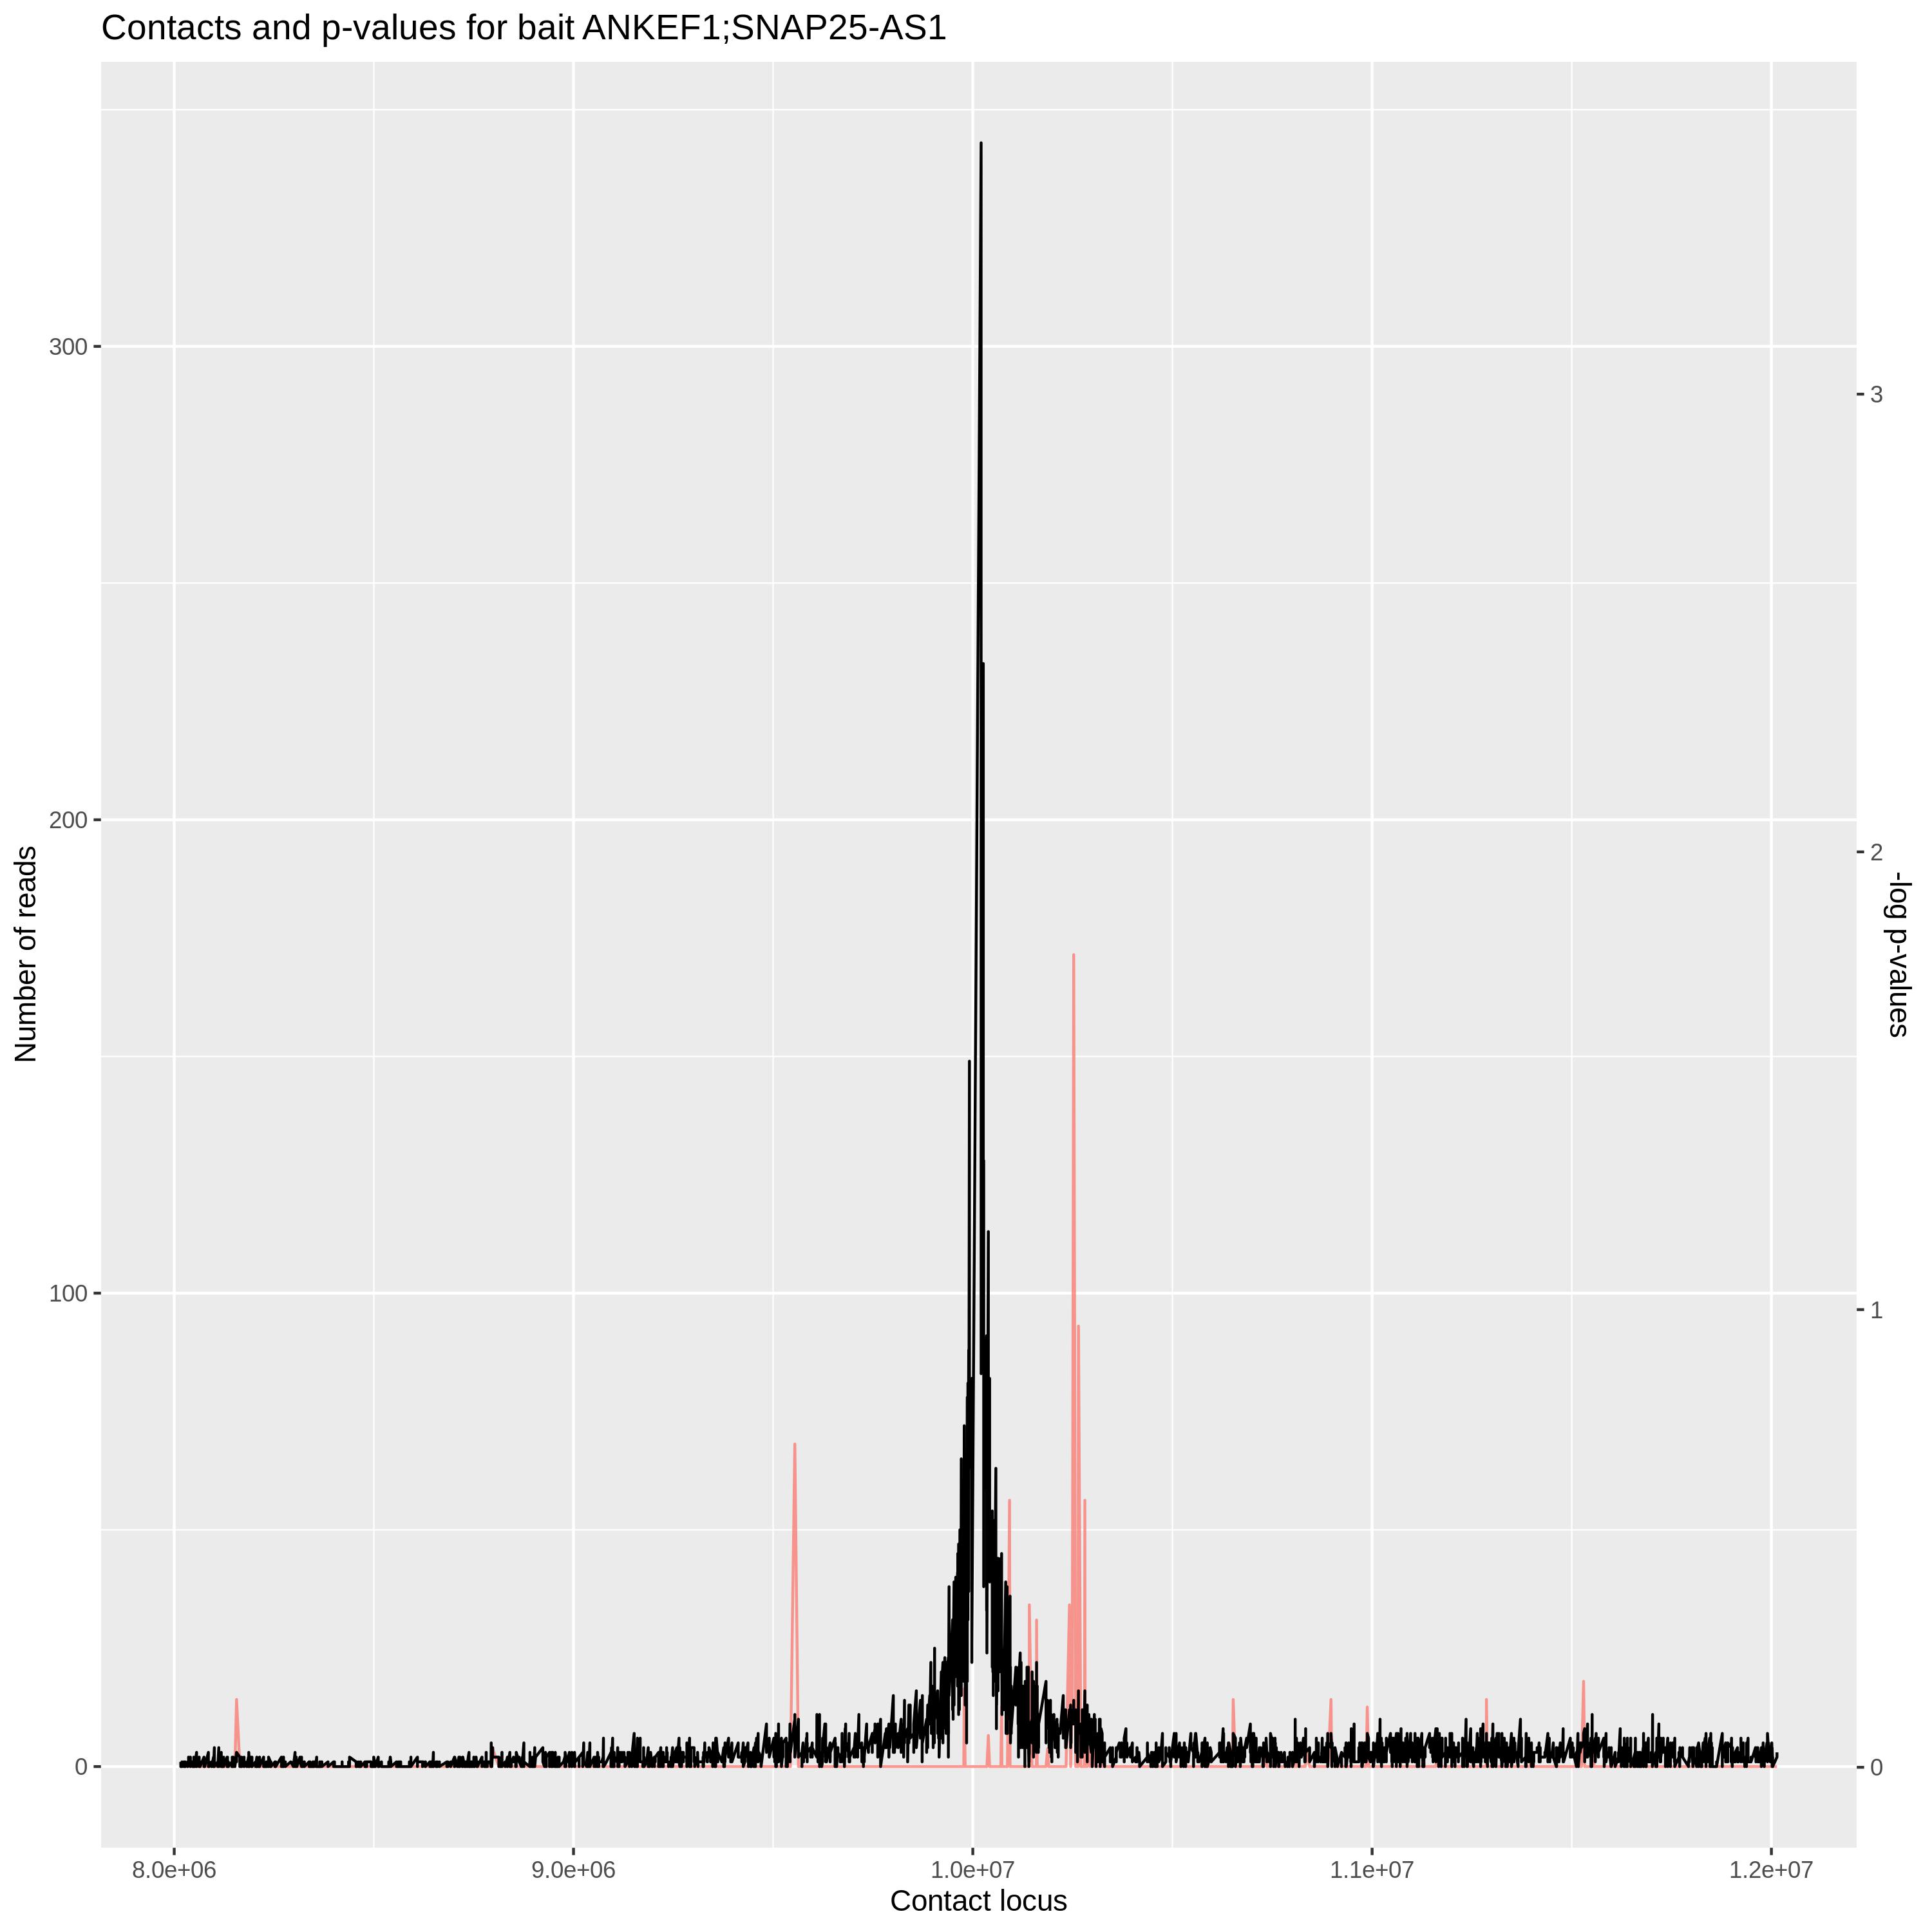 Contacts and p-values for bait ANKEF1;SNAP25-AS1
300
200
100
0
Number of reads
3
2
1
0
-log p-values
8.0e+06
9.0e+06
1.0e+07
1.1e+07
1.2e+07
Contact locus